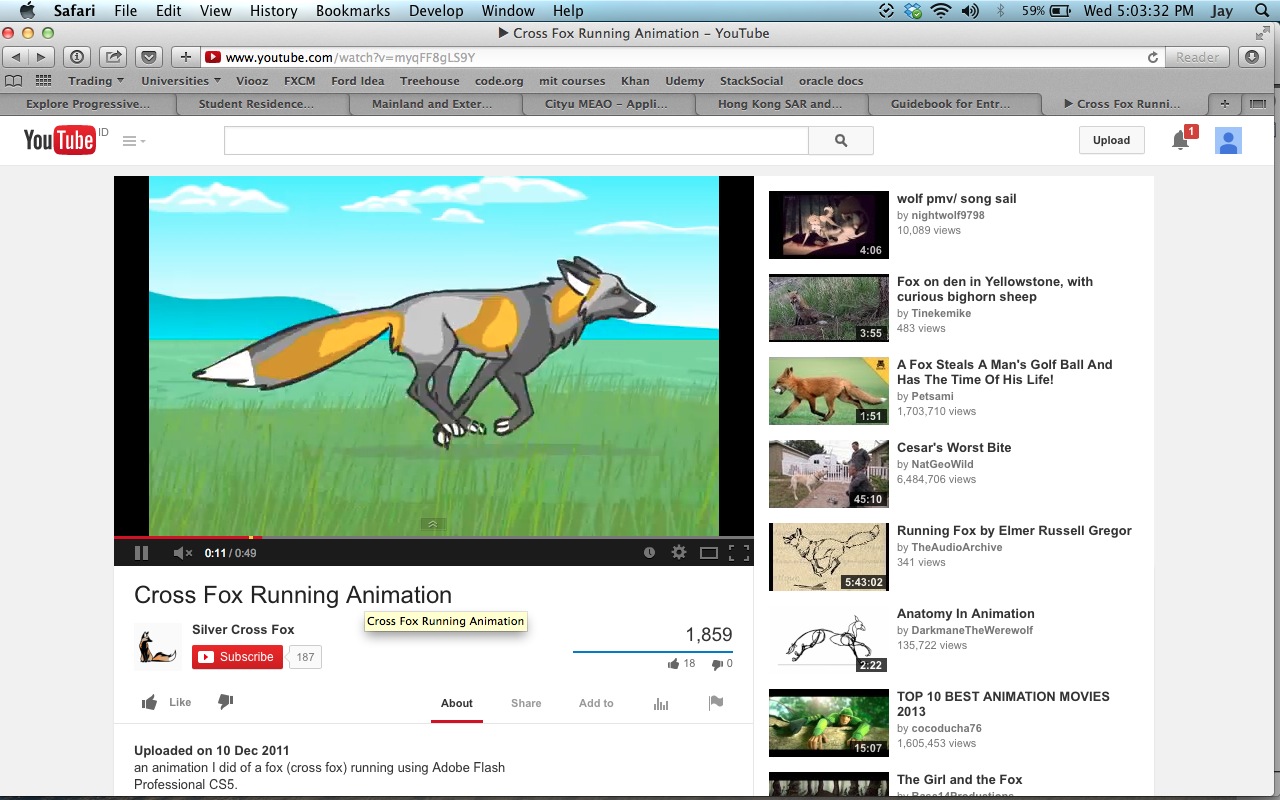 Safari File Edit View History Bookmarks Develop Window Help 59% Wed 5:03:32 PM Jay
▶ Cross Fox Running Animation – YouTube
www.youtube.com/watch?v=myqFF8gLS9Y Reader
Trading Universities Viooz FXCM Ford Idea Treehouse code.org mit courses Khan Udemy StackSocial oracle docs
Explore Progressive... Student Residence... Mainland and Exter... Cityu MEAO – Appli... Hong Kong SAR and... Guidebook for Entr... ▶ Cross Fox Runni...
YouTube ID Upload 1
0:11 / 0:49
Cross Fox Running Animation
Cross Fox Running Animation
Silver Cross Fox
Subscribe 187
1,859
18 0
Like About Share Add to
Uploaded on 10 Dec 2011
an animation I did of a fox (cross fox) running using Adobe Flash
Professional CS5.
4:06
wolf pmv/ song sail
by nightwolf9798
10,089 views
3:55
Fox on den in Yellowstone, with
curious bighorn sheep
by Tinekemike
483 views
1:51
A Fox Steals A Man's Golf Ball And
Has The Time Of His Life!
by Petsami
1,703,710 views
45:10
Cesar's Worst Bite
by NatGeoWild
6,484,706 views
5:43:02
Running Fox by Elmer Russell Gregor
by TheAudioArchive
341 views
2:22
Anatomy In Animation
by DarkmaneTheWerewolf
135,722 views
15:07
TOP 10 BEST ANIMATION MOVIES
2013
by cocoducha76
1,605,453 views
The Girl and the Fox
by Base14Productions